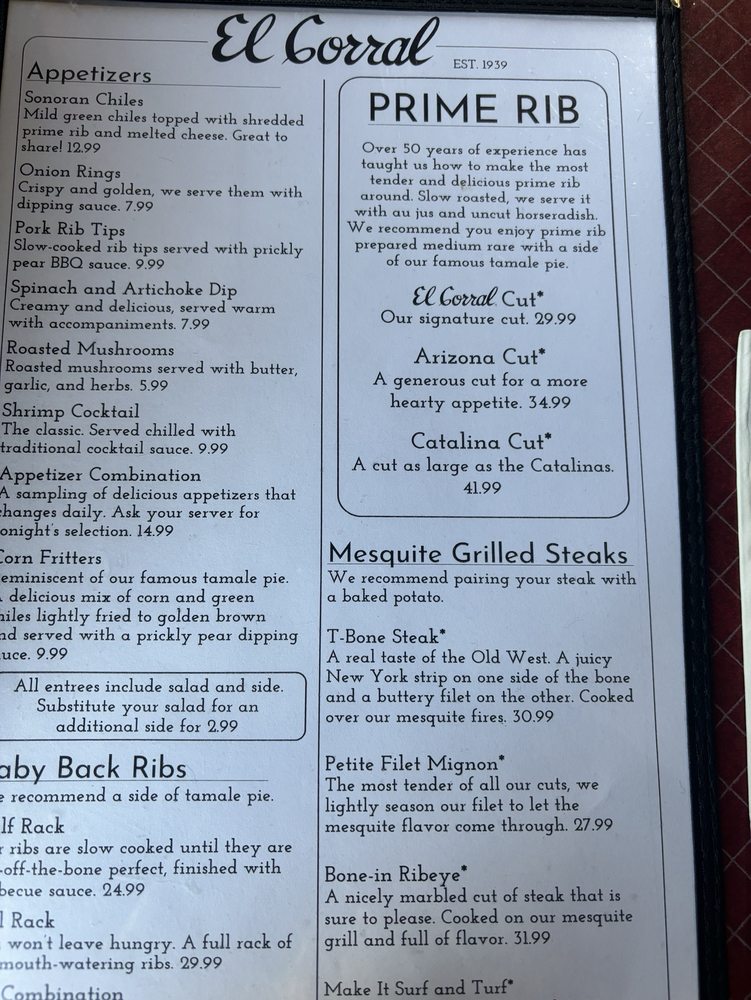 El Corral
EST. 1939
Appetizers
Sonoran Chiles
Mild green chiles topped with shredded
prime rib and melted cheese. Great to
share! 12.99
Onion Rings
Crispy and golden, we serve them with
dipping sauce. 7.99
Pork Rib Tips
Slow-cooked rib tips served with prickly
pear BBQ sauce. 9.99
Spinach and Artichoke Dip
Creamy and delicious, served warm
with accompaniments. 7.99
Roasted Mushrooms
Roasted mushrooms served with butter,
garlic, and herbs. 5.99
Shrimp Cocktail
The classic. Served chilled with
traditional cocktail sauce. 9.99
Appetizer Combination
A sampling of delicious appetizers that
hanges daily. Ask your server for
onight's selection. 14.99
Corn Fritters
eminiscent of our famous tamale pie.
delicious mix of corn and green
hiles lightly fried to golden brown
nd served with a prickly pear dipping
uce. 9.99
All entrees include salad and side.
Substitute your salad for an
additional side for 2.99
aby Back Ribs
e recommend a side of tamale pie.
lf Rack
r ribs are slow cooked until they are
-off-the-bone perfect, finished with
becue sauce. 24.99
l Rack
won't leave hungry. A full rack of
mouth-watering ribs. 29.99
Combination
PRIME RIB
Over 50 years of experience has
taught us how to make the most
tender and delicious prime rib
around. Slow roasted, we serve it
with au jus and uncut horseradish.
We recommend you enjoy prime rib
prepared medium rare with a side
of our famous tamale pie.
El Corral Cut*
Our signature cut. 29.99
Arizona Cut*
A generous cut for a more
hearty appetite. 34.99
Catalina Cut*
A cut as large as the Catalinas.
41.99
Mesquite Grilled Steaks
We recommend pairing your steak with
a baked potato.
T-Bone Steak*
A real taste of the Old West. A juicy
New York strip on one side of the bone
and a buttery filet on the other. Cooked
over our mesquite fires. 30.99
Petite Filet Mignon*
The most tender of all our cuts, we
lightly season our filet to let the
mesquite flavor come through. 27.99
Bone-in Ribeye*
A nicely marbled cut of steak that is
sure to please. Cooked on our mesquite
grill and full of flavor. 31.99
Make It Surf and Turf*